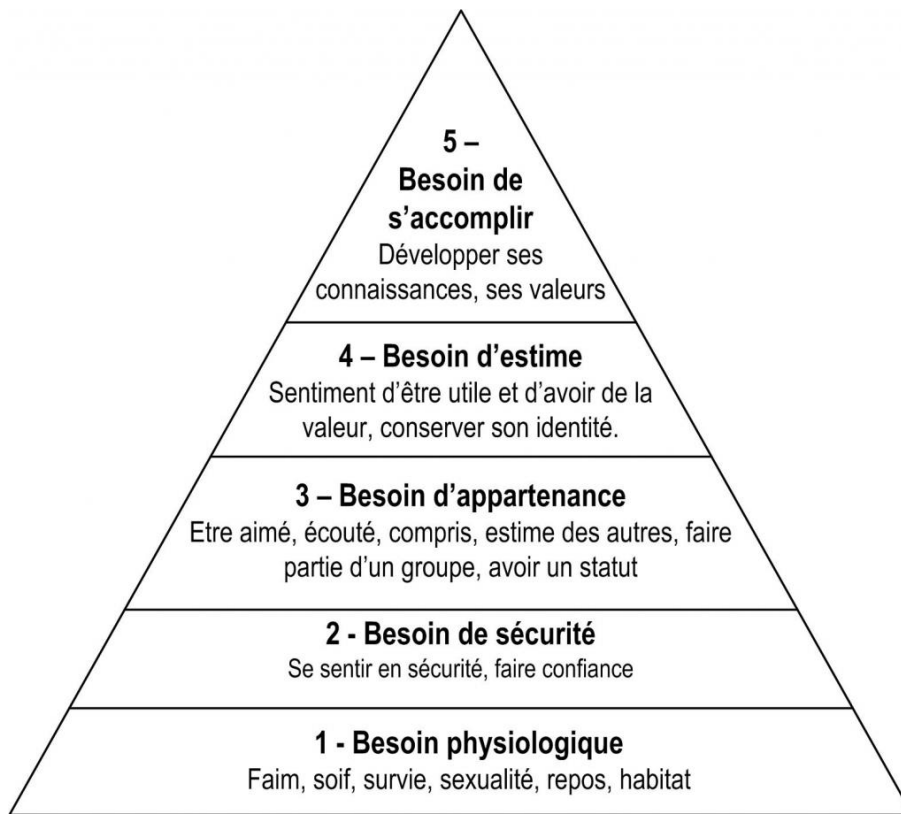 5 –
Besoin de
s’accomplir
Développer ses
connaissances, ses valeurs
4 – Besoin d’estime
Sentiment d’être utile et d’avoir de la
valeur, conserver son identité.
3 – Besoin d’appartenance
Etre aimé, écouté, compris, estime des autres, faire
partie d’un groupe, avoir un statut
2 - Besoin de sécurité
Se sentir en sécurité, faire confiance
1 - Besoin physiologique
Faim, soif, survie, sexualité, repos, habitat